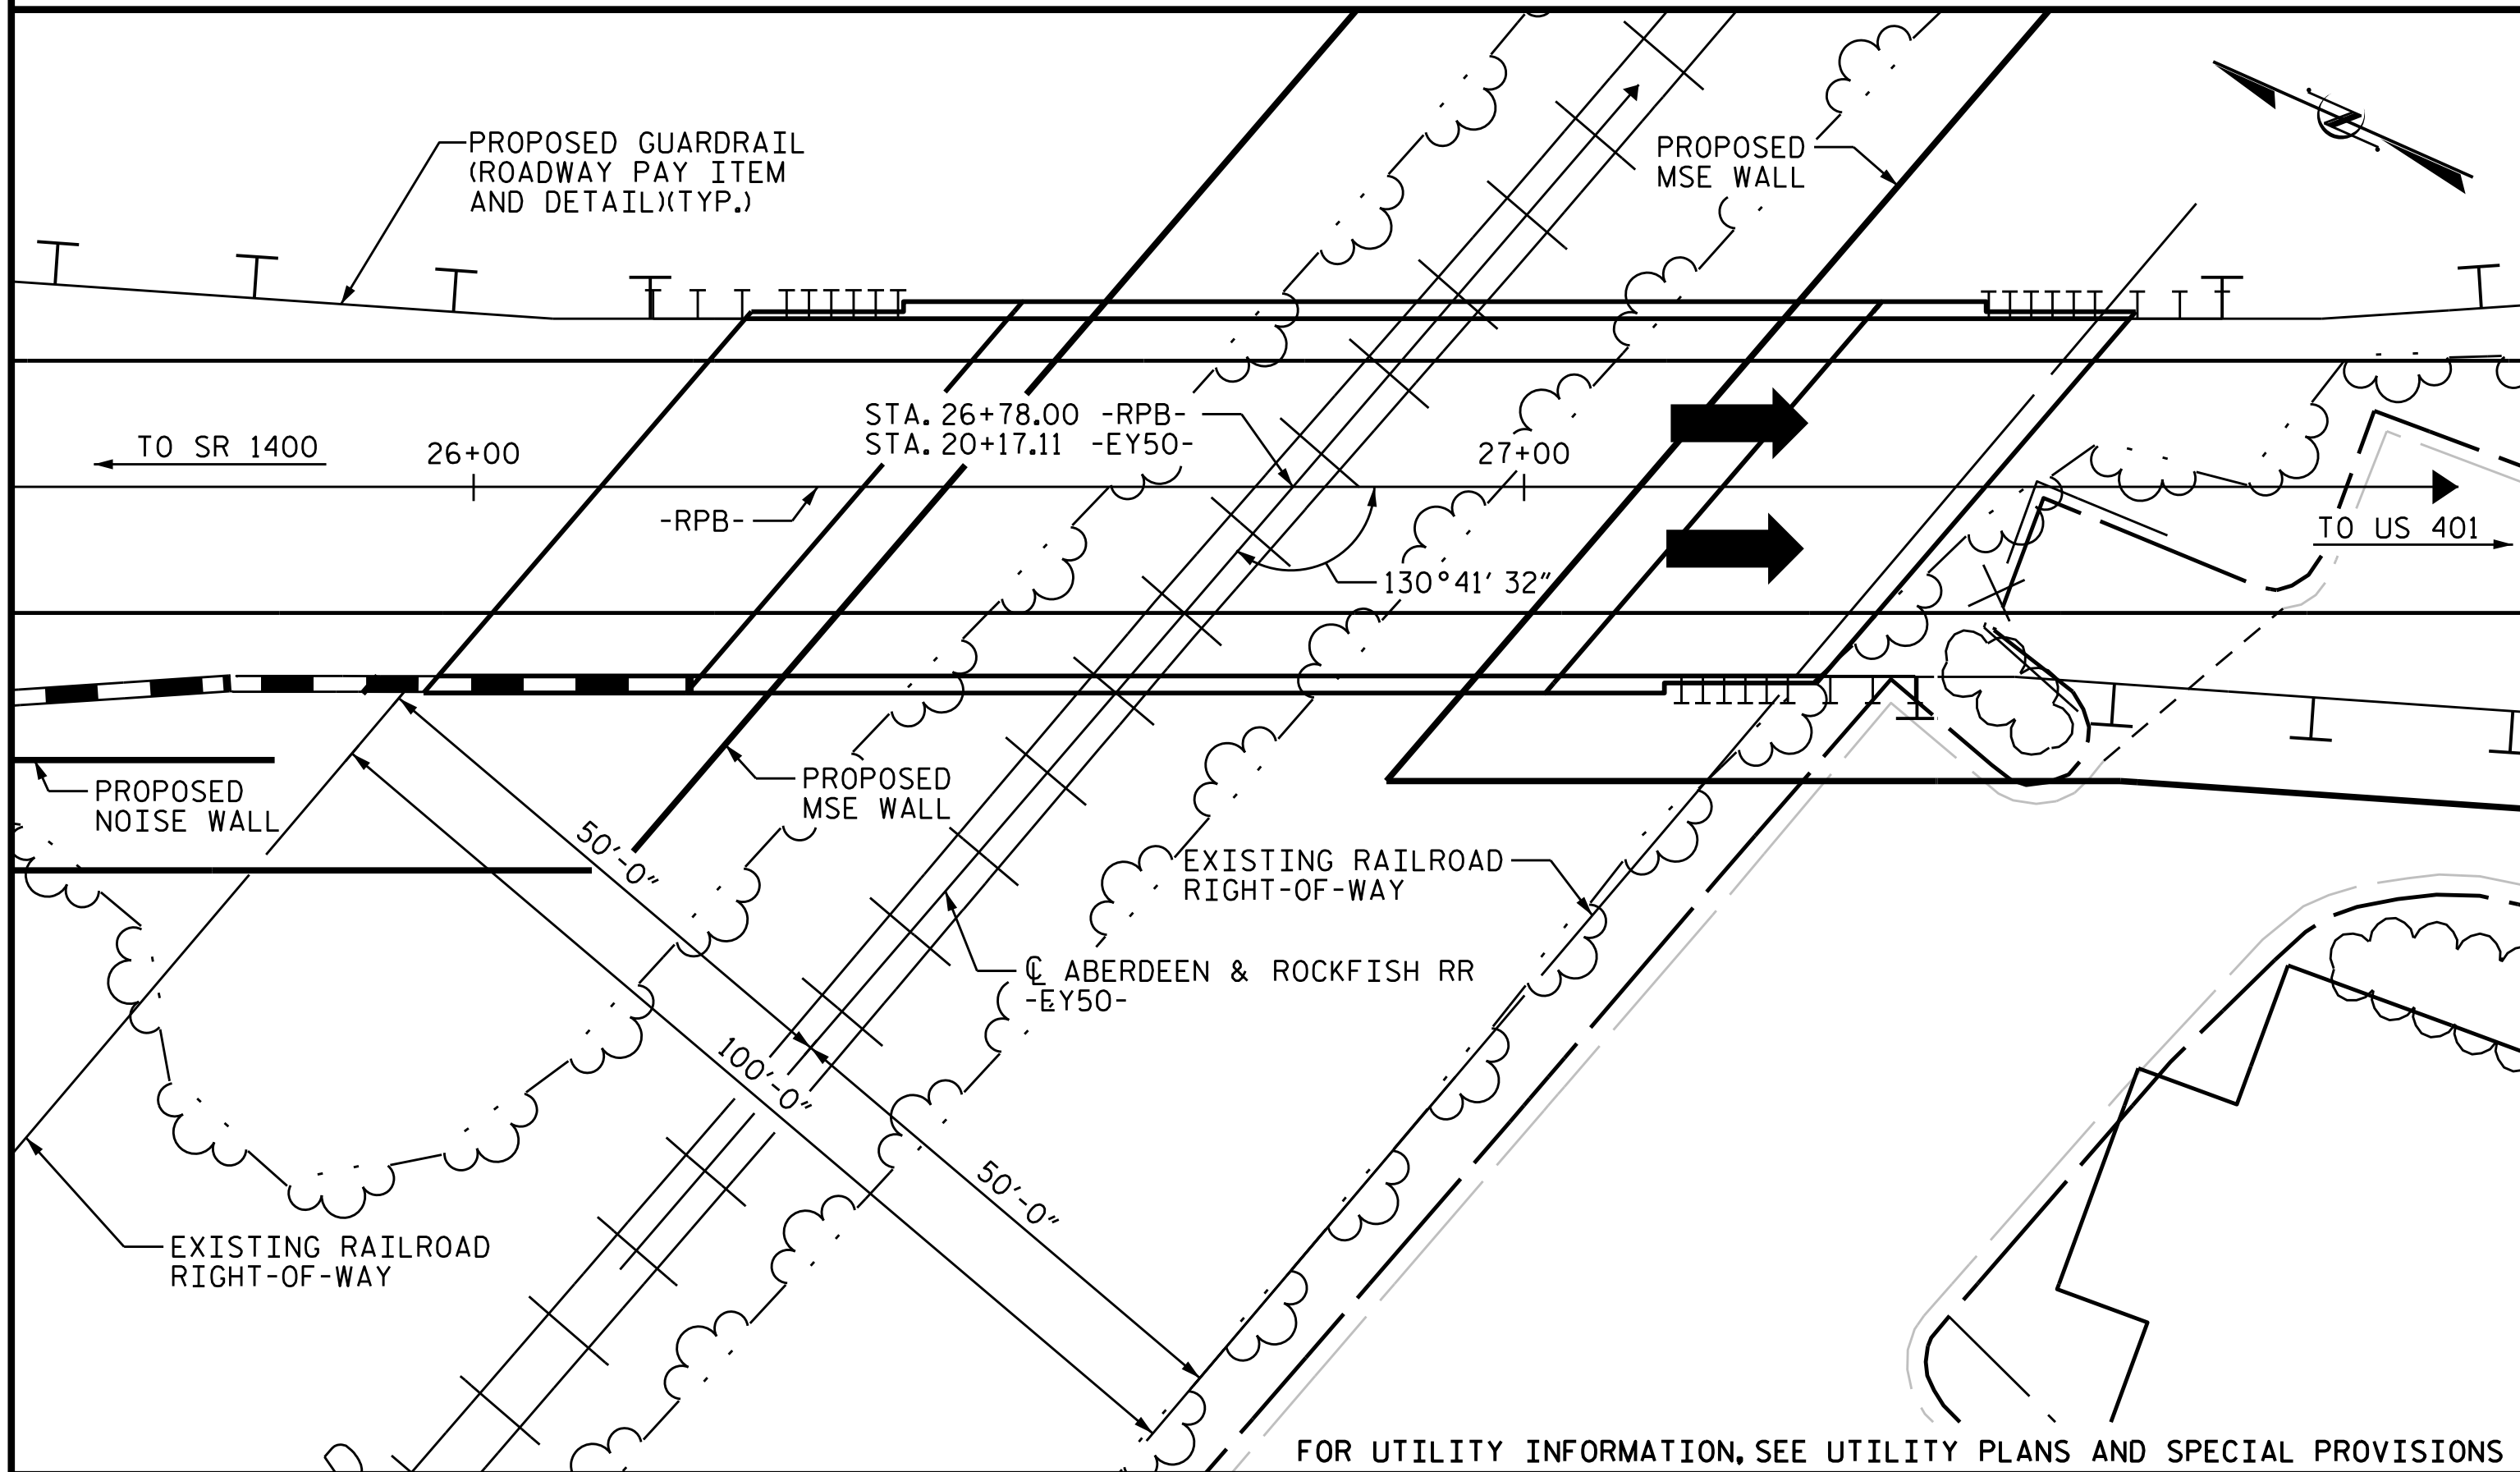 PROPOSED GUARDRAIL
(ROADWAY PAY ITEM
AND DETAIL)(TYP.)
PROPOSED
MSE WALL
STA. 26+78.00 -RPB-
STA. 20+17.11 -EY50-
TO SR 1400
26+00
27+00
-RPB-
TO US 401
130°41′32″
PROPOSED
NOISE WALL
PROPOSED
MSE WALL
50′-0″
EXISTING RAILROAD
RIGHT-OF-WAY
℄ ABERDEEN & ROCKFISH RR
-EY50-
100′-0″
50′-0″
EXISTING RAILROAD
RIGHT-OF-WAY
FOR UTILITY INFORMATION, SEE UTILITY PLANS AND SPECIAL PROVISIONS